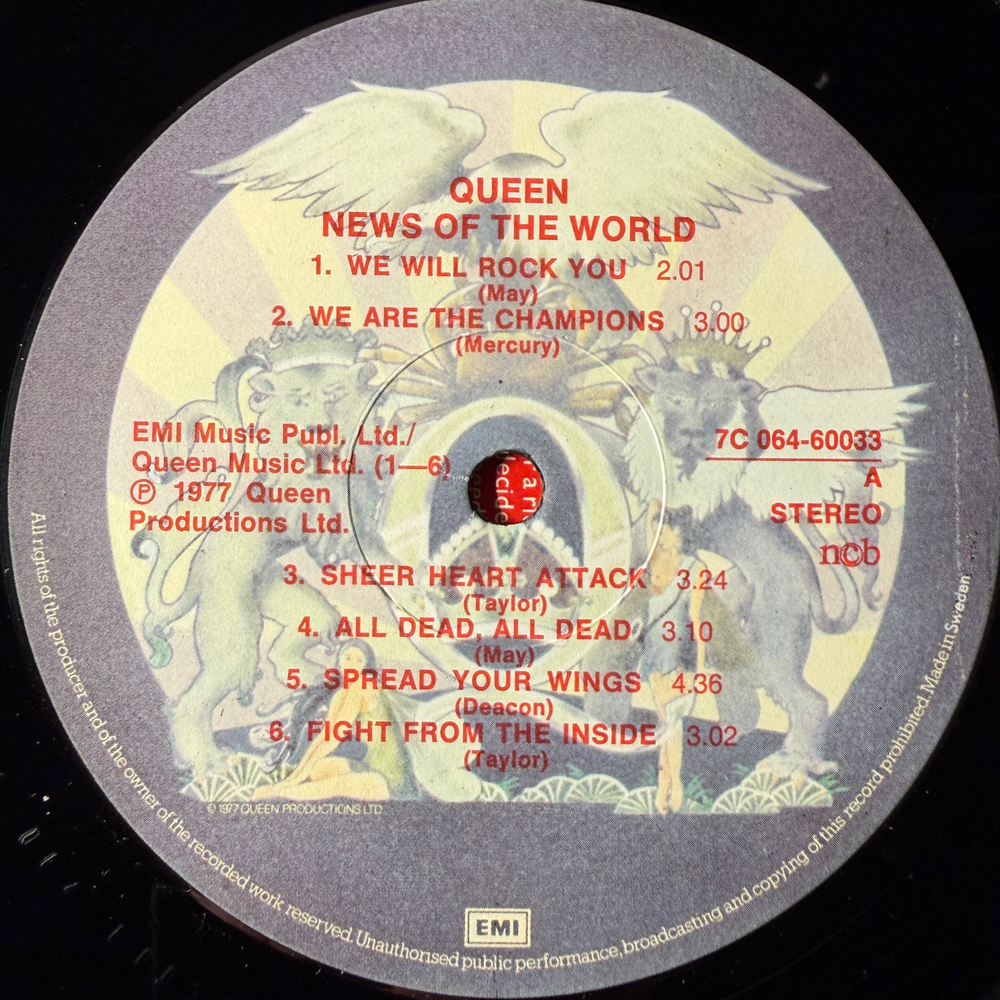 QUEEN
NEWS OF THE WORLD
1. WE WILL ROCK YOU 2.01
(May)
2. WE ARE THE CHAMPIONS 3.00
(Mercury)
EMI Music Publ. Ltd./
Queen Music Ltd. (1—6)
Ⓟ 1977 Queen
Productions Ltd.
7C 064-60033
A
STEREO
n©b
3. SHEER HEART ATTACK 3.24
(Taylor)
4. ALL DEAD, ALL DEAD 3.10
(May)
5. SPREAD YOUR WINGS 4.36
(Deacon)
6. FIGHT FROM THE INSIDE 3.02
(Taylor)
© 1977 QUEEN PRODUCTIONS LTD
EMI
All rights of the producer and of the owner of the recorded work reserved. Unauthorised public performance, broadcasting and copying of this record prohibited. Made in Sweden